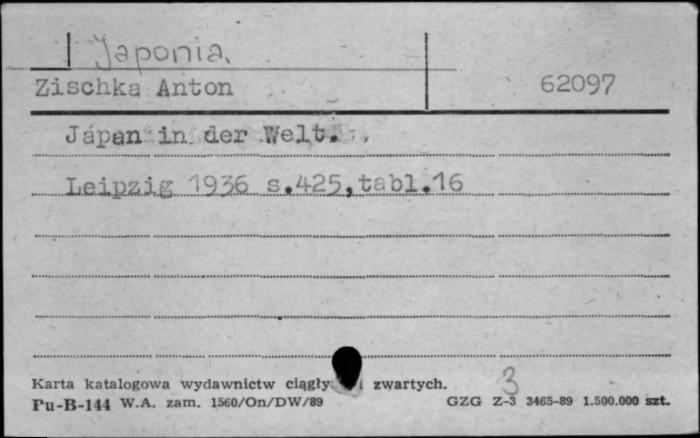 Japonia.
Zischka Anton 62097
Japan in der Welt.
Leipzig 1936 s.425,tabl.16
3
Karta katalogowa wydawnictw zwartych.
Pu-B-144 W.A. zam. 1560/On/DW/89 GZG Z-3 3465-89 1.500.000 szt.